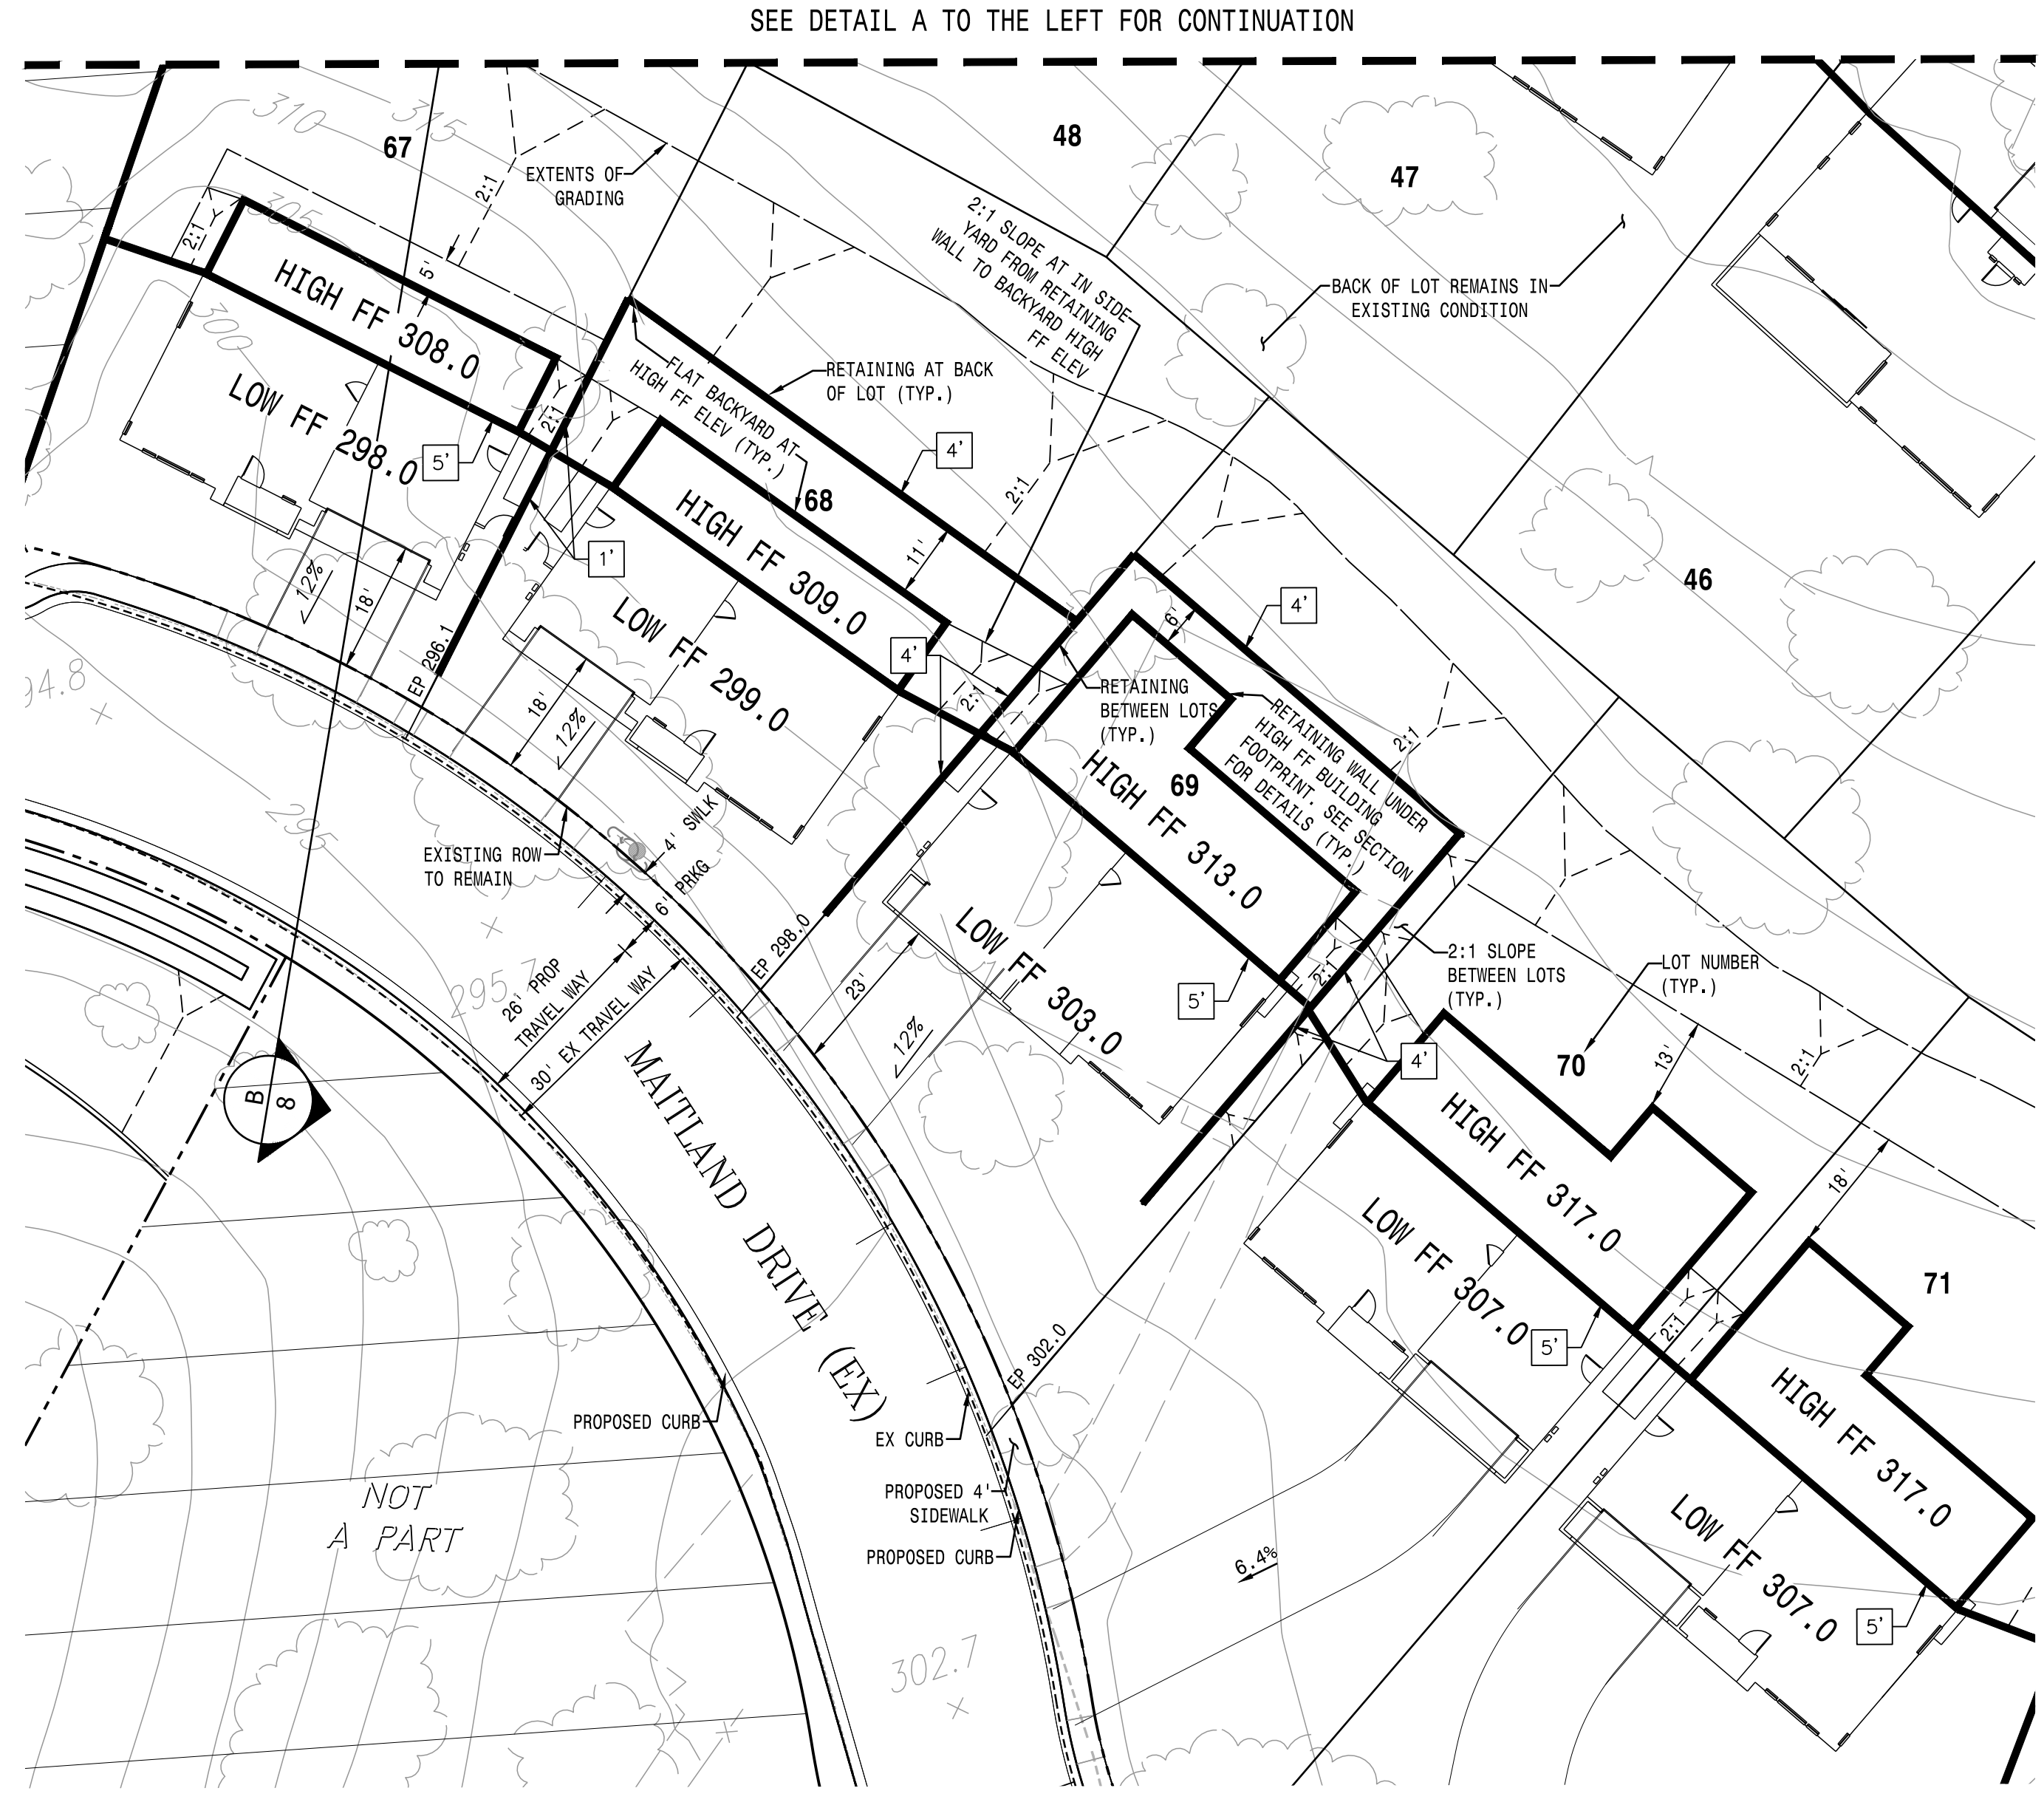 SEE DETAIL A TO THE LEFT FOR CONTINUATION
310
315
67
48
47
EXTENTS OF
GRADING
2:1
2:1
305
5'
HIGH FF 308.0
300
LOW FF 298.0
5'
2:1 SLOPE AT IN SIDE
YARD FROM RETAINING
WALL TO BACKYARD HIGH
FF ELEV
BACK OF LOT REMAINS IN
EXISTING CONDITION
RETAINING AT BACK
OF LOT (TYP.)
FLAT BACKYARD AT
HIGH FF ELEV (TYP.)
2:1
4'
2:1
68
11'
HIGH FF 309.0
1'
46
<12%
18'
EP 296.1
LOW FF 299.0
4'
2:1
6'
4'
RETAINING
BETWEEN LOTS
(TYP.)
18'
<12%
94.8
RETAINING WALL UNDER
HIGH FF BUILDING
FOOTPRINT. SEE SECTION
FOR DETAILS (TYP.)
2:1
69
HIGH FF 313.0
295
EXISTING ROW
TO REMAIN
4' SWLK
6' PRKG
EP 298.0
LOW FF 303.0
5'
2:1
2:1 SLOPE
BETWEEN LOTS
(TYP.)
LOT NUMBER
(TYP.)
295.7
26' PROP
TRAVEL WAY
30' EX TRAVEL WAY
23'
<12%
4'
70
13'
2:1
B
8
MAITLAND DRIVE (EX)
HIGH FF 317.0
LOW FF 307.0
5'
2:1
18'
71
EP 302.0
HIGH FF 317.0
LOW FF 307.0
5'
PROPOSED CURB
EX CURB
PROPOSED 4'
SIDEWALK
PROPOSED CURB
NOT
A PART
6.4%
302.7